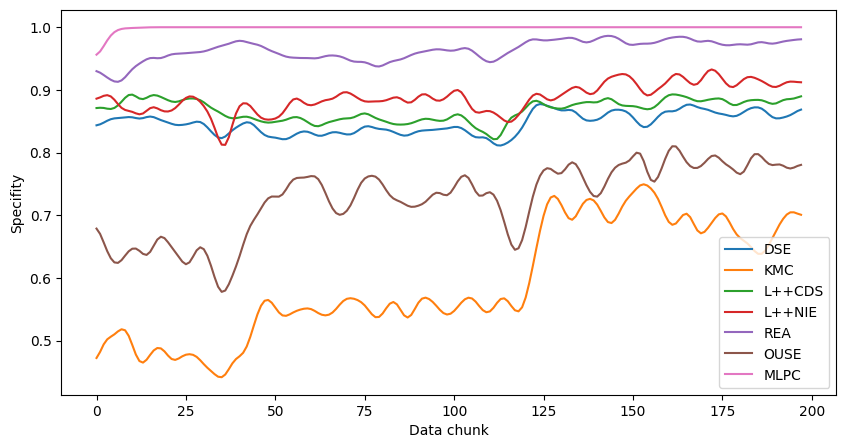 1.0
0.9
0.8
0.7
0.6
0.5
Specifity
0
25
50
75
100
125
150
175
200
Data chunk
DSE
KMC
L++CDS
L++NIE
REA
OUSE
MLPC